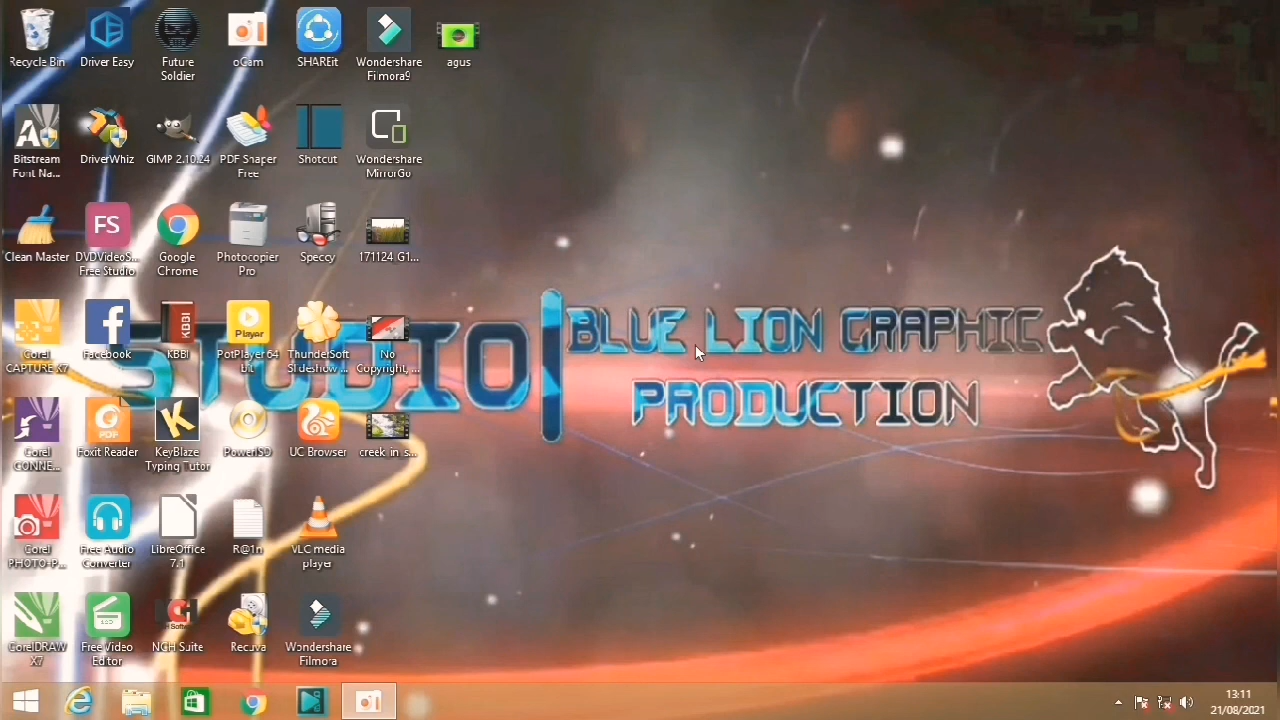 Recycle Bin
Driver Easy
Future
Soldier
oCam
SHAREit
Wondershare
Filmora9
agus
Bitstream
Font Na...
DriverWhiz
GIMP 2.10.24
PDF Shaper
Free
Shotcut
Wondershare
MirrorGo
Clean Master
FS
DVDVideoS...
Free Studio
Google
Chrome
Photocopier
Pro
Speccy
171124_G1...
Corel
CAPTURE X7
Facebook
KBBI
KBBI
Player
PotPlayer 64
bit
ThunderSoft
Slideshow ...
No
Copyright, ...
STUDIO
BLUE LION GRAPHIC
PRODUCTION
Corel
CONNE...
PDF
Foxit Reader
KeyBlaze
Typing Tutor
PowerISO
UC Browser
creek_in_s...
Corel
PHOTO-P...
Free Audio
Converter
LibreOffice
7.1
R@1n
VLC media
player
CorelDRAW
X7
Free Video
Editor
NCH Suite
Recuva
Wondershare
Filmora
13:11
21/08/2021